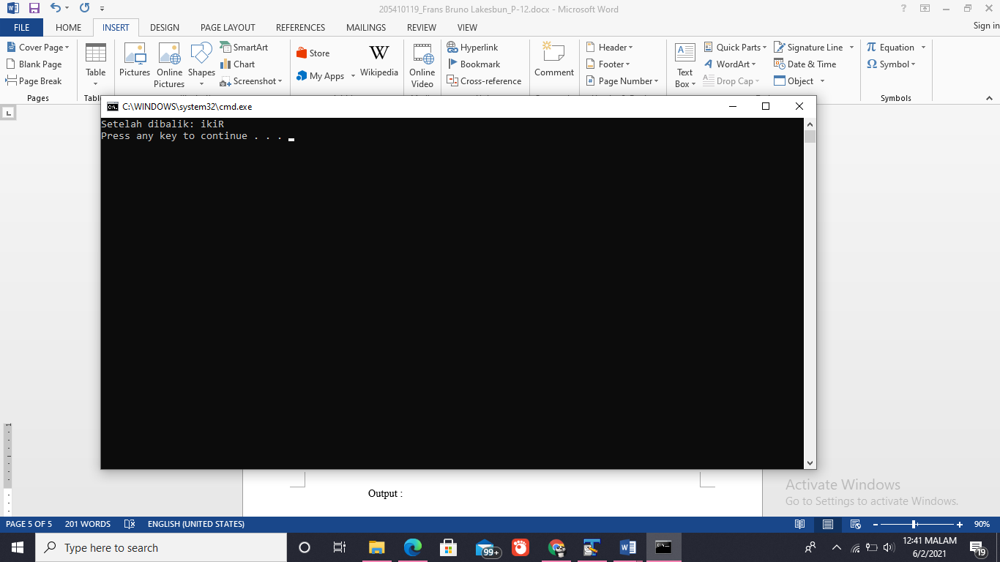 205410119_Frans Bruno Lakesbun_P-12.docx - Microsoft Word
Sign in
FILE HOME INSERT DESIGN PAGE LAYOUT REFERENCES MAILINGS REVIEW VIEW
Cover Page
Blank Page
Page Break
Pages
Table
Pictures
Online Pictures
Shapes
SmartArt
Chart
Screenshot
Store
My Apps
Wikipedia
Online Video
Hyperlink
Bookmark
Cross-reference
Comment
Header
Footer
Page Number
Text Box
Quick Parts
WordArt
Drop Cap
Signature Line
Date & Time
Object
Equation
Symbol
Symbols
C:\WINDOWS\system32\cmd.exe
Setelah dibalik: ikiR
Press any key to continue . . .
Output :
Activate Windows
Go to Settings to activate Windows.
PAGE 5 OF 5 201 WORDS ENGLISH (UNITED STATES) 90%
Type here to search
99+
12:41 MALAM
6/2/2021
19